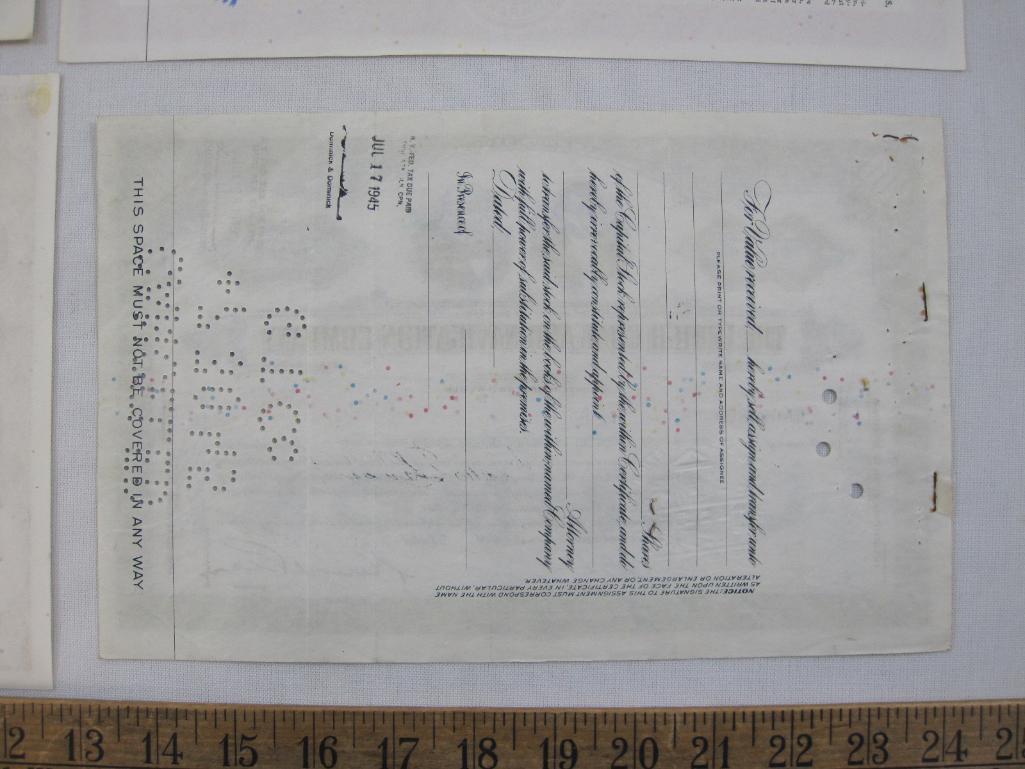 For Value received, hereby sell, assign and transfer unto
PLEASE PRINT OR TYPEWRITE NAME, AND ADDRESS OF ASSIGNEE
Shares
of the Capital Stock represented by the within Certificate, and do
hereby irrevocably constitute and appoint
Attorney
to transfer the said stock on the books of the within-named Company
with full power of substitution in the premises.
Dated
In Presence of
NOTICE: THE SIGNATURE TO THIS ASSIGNMENT MUST CORRESPOND WITH THE NAME
AS WRITTEN UPON THE FACE OF THE CERTIFICATE, IN EVERY PARTICULAR, WITHOUT
ALTERATION OR ENLARGEMENT, OR ANY CHANGE WHATEVER
N. Y. FED. TAX DUE PAID
JUL 17 1945
Dominick & Dominick
THIS SPACE MUST NOT BE COVERED IN ANY WAY
2 13 14 15 16 17 18 19 20 21 22 23 24 2